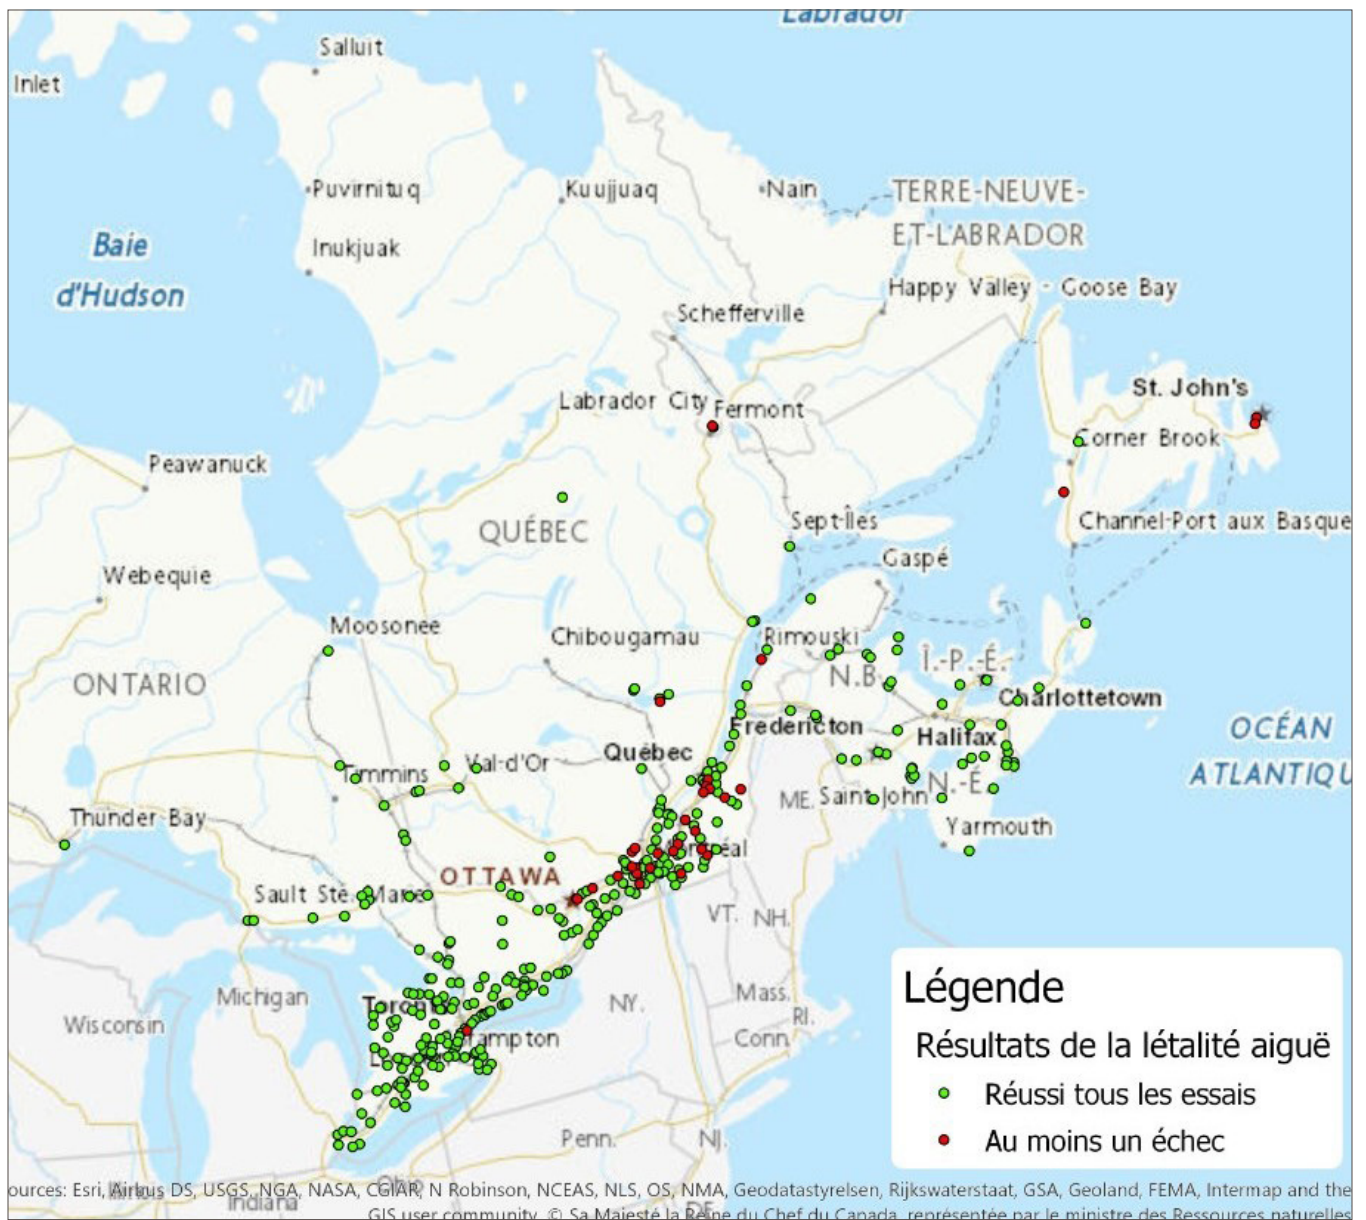 Labrador
Salluit
Inlet
Puvirnituq
Kuujjuaq
Nain
TERRE-NEUVE-
ET-LABRADOR
Baie
d'Hudson
Inukjuak
Happy Valley - Goose Bay
Schefferville
Labrador City
Fermont
St. John's
Corner Brook
Peawanuck
QUÉBEC
Sept-Îles
Channel-Port aux Basque
Gaspé
Webequie
Moosonee
Chibougamau
Rimouski
ONTARIO
N.B.
Î.-P.-É.
Charlottetown
Fredericton
Halifax
OCÉAN
ATLANTIQU
Québec
Val-d'Or
Timmins
ME.
Saint John
N.-É.
Thunder Bay
Yarmouth
Montréal
OTTAWA
Sault Ste. Marie
VT.
NH.
Michigan
Toronto
NY.
Mass.
RI.
Wisconsin
Brampton
Conn.
Penn.
NJ.
Ohio
Indiana
DE.
Légende
Résultats de la létalité aiguë
Réussi tous les essais
Au moins un échec
ources: Esri, Airbus DS, USGS, NGA, NASA, CGIAR, N Robinson, NCEAS, NLS, OS, NMA, Geodatastyrelsen, Rijkswaterstaat, GSA, Geoland, FEMA, Intermap and the
GIS user community, © Sa Majesté la Reine du Chef du Canada, représentée par le ministre des Ressources naturelles